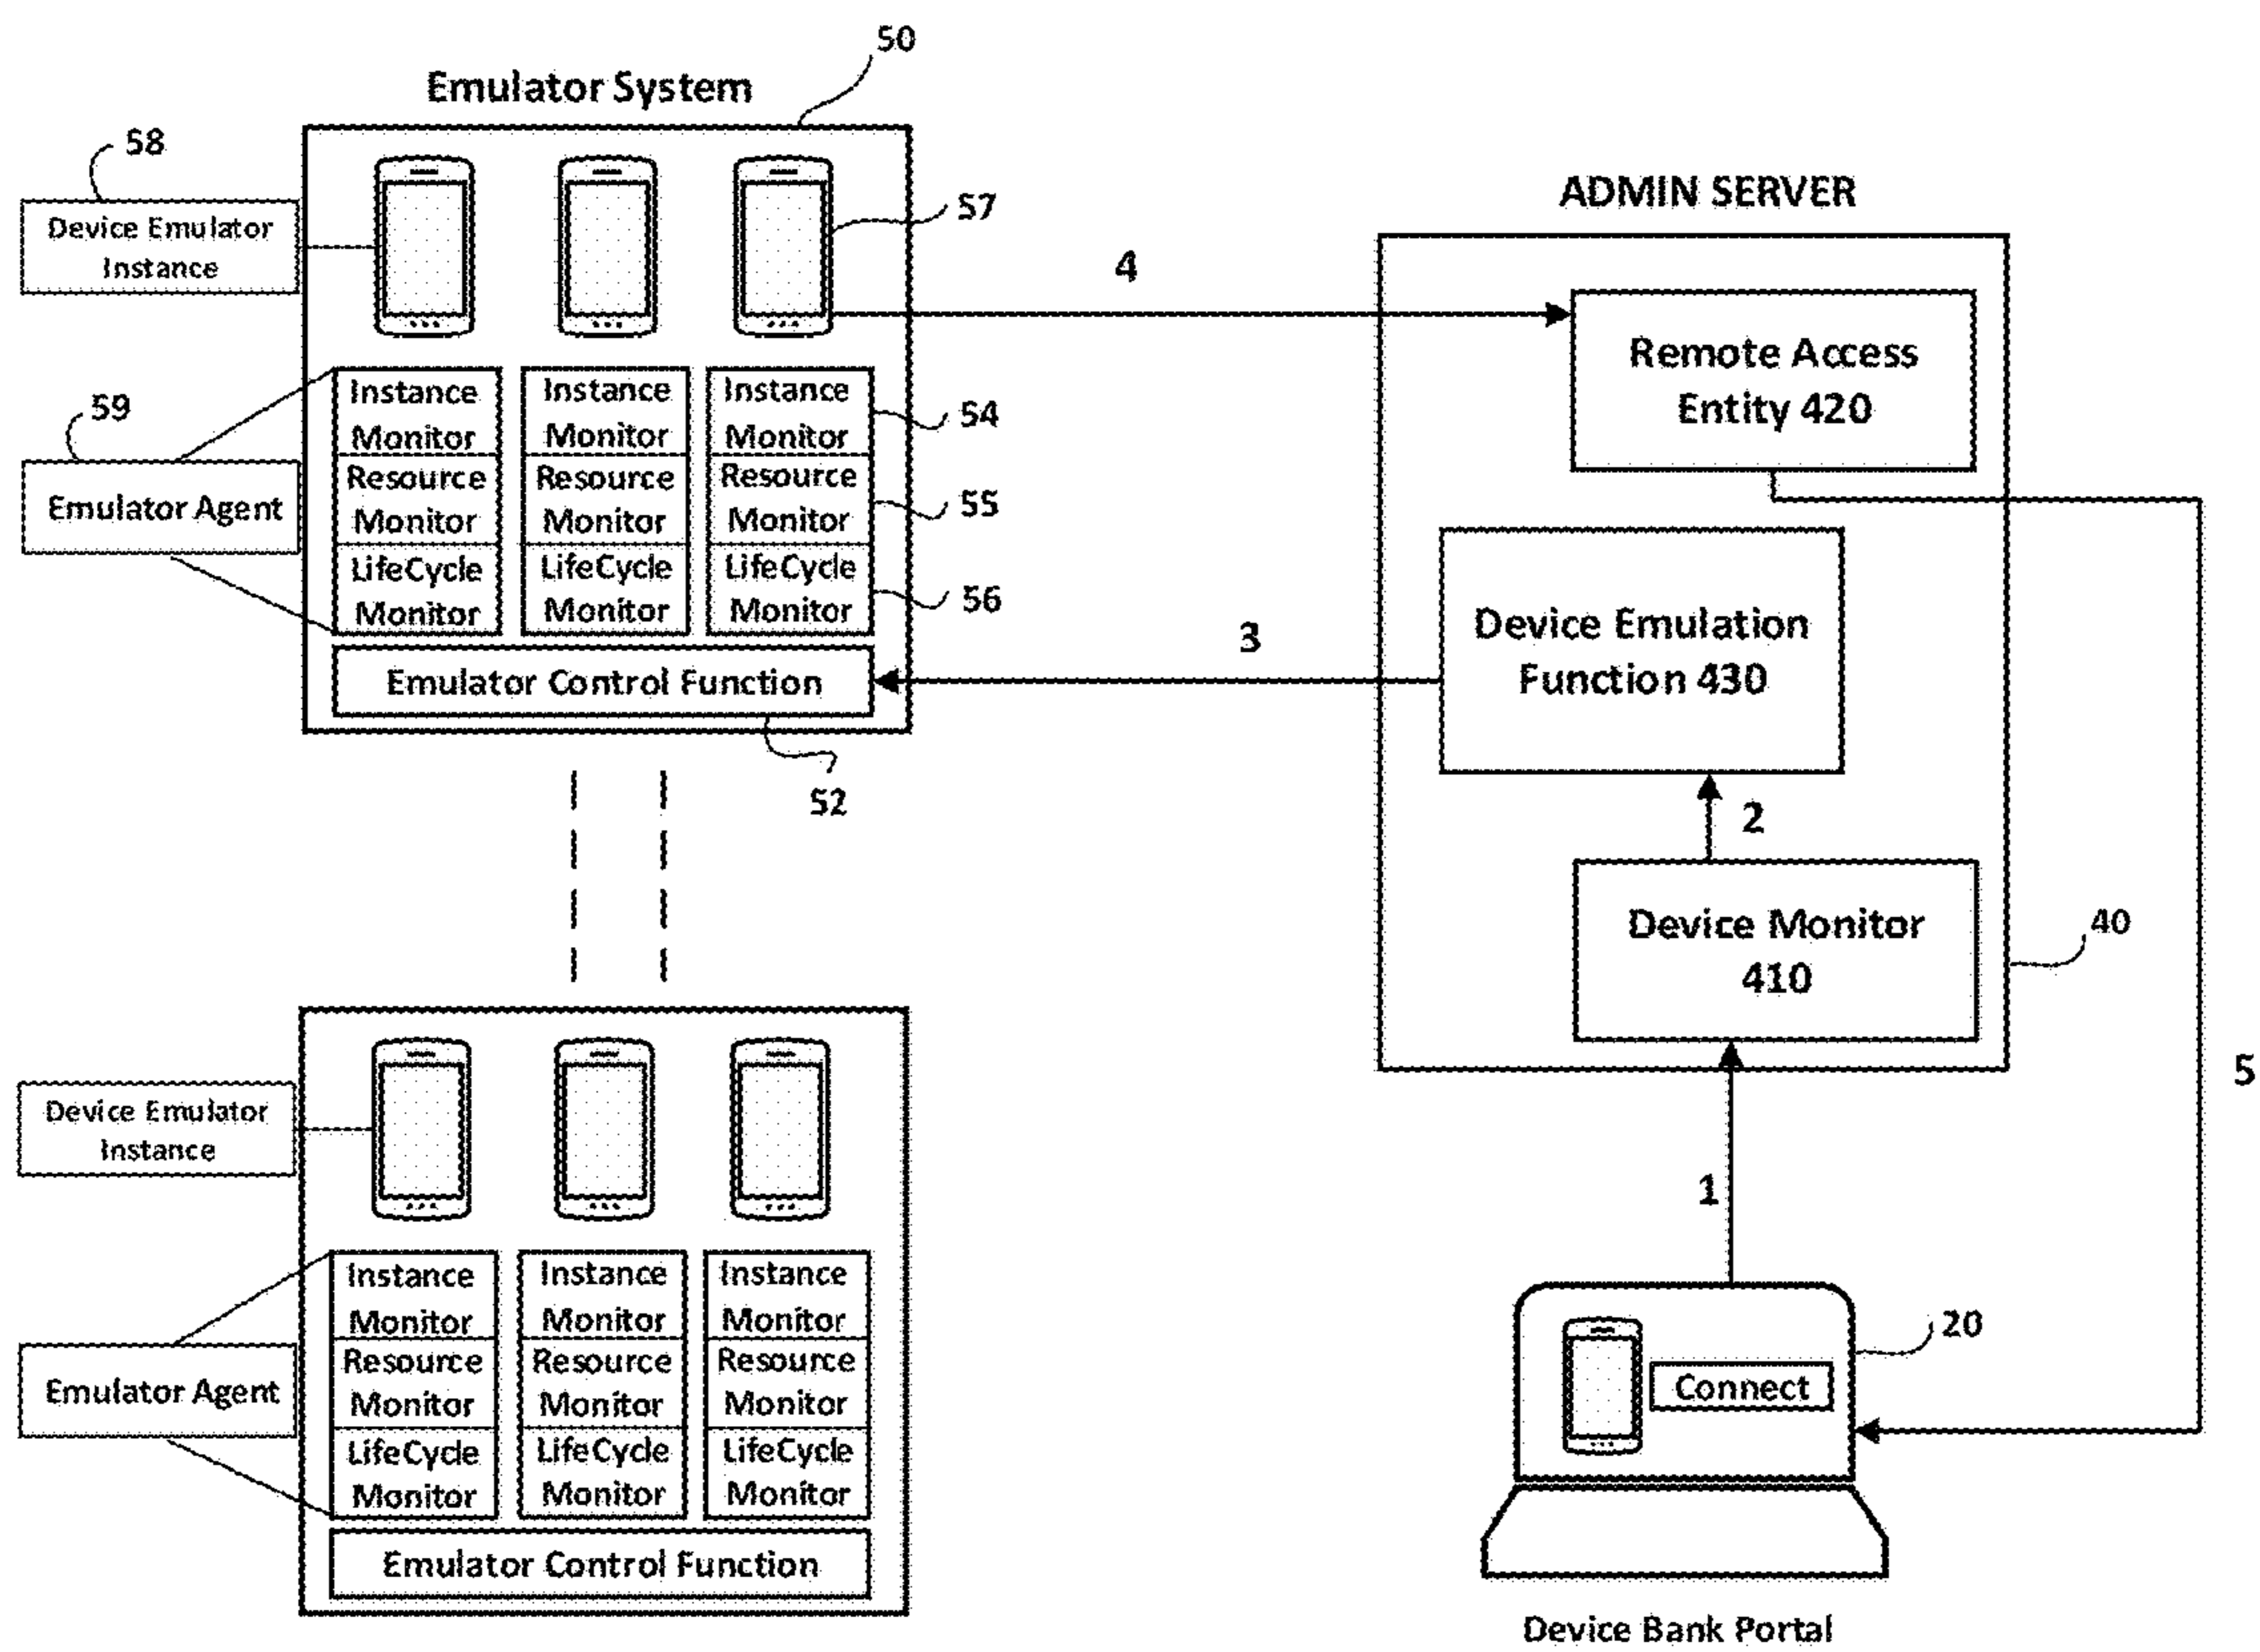 50
Emulator System
58
Device Emulator
Instance
57
ADMIN SERVER
4
Remote Access
Entity 420
59
Emulator Agent
Instance
Monitor
Resource
Monitor
LifeCycle
Monitor
Instance
Monitor
Resource
Monitor
LifeCycle
Monitor
Instance
Monitor
Resource
Monitor
LifeCycle
Monitor
54
55
56
Emulator Control Function
52
3
Device Emulation
Function 430
2
Device Monitor
410
40
5
1
Device Emulator
Instance
Emulator Agent
Instance
Monitor
Resource
Monitor
LifeCycle
Monitor
Instance
Monitor
Resource
Monitor
LifeCycle
Monitor
Instance
Monitor
Resource
Monitor
LifeCycle
Monitor
Emulator Control Function
20
Connect
Device Bank Portal